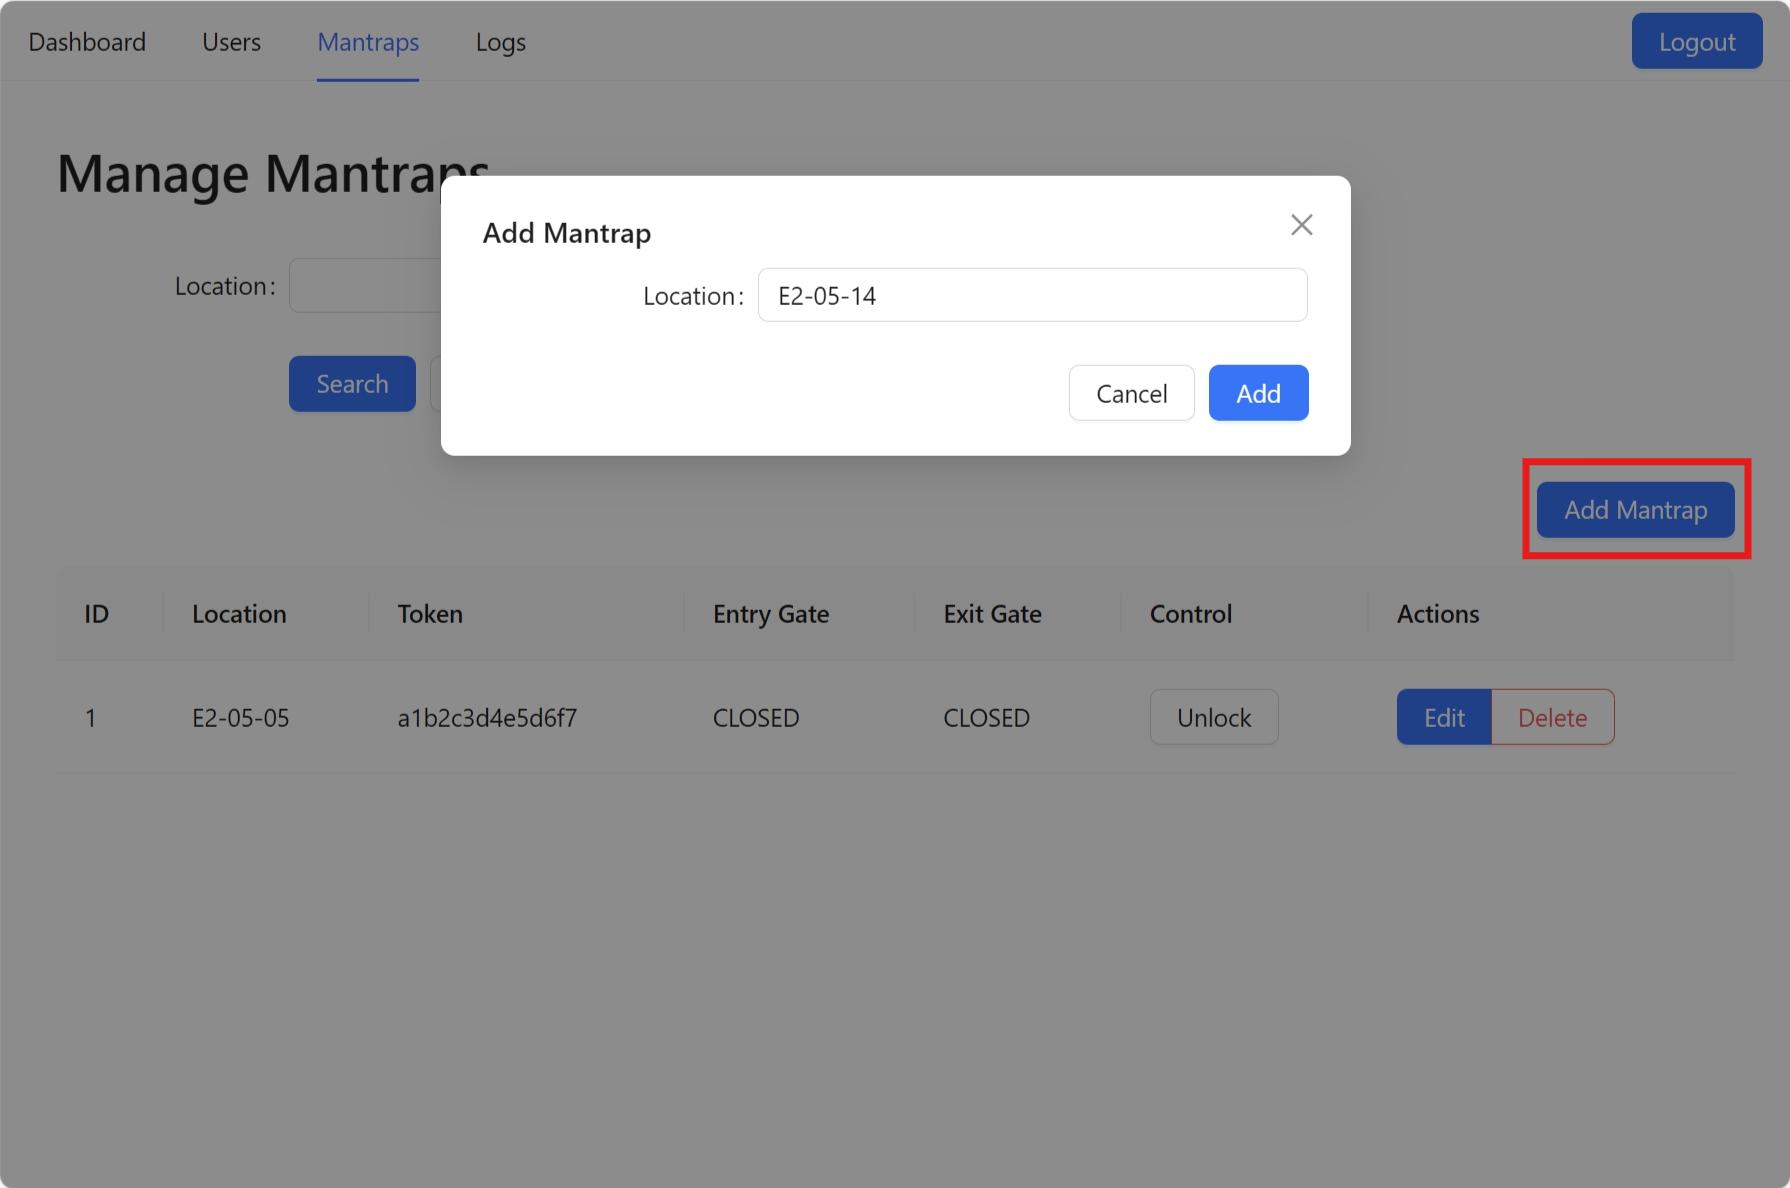 Dashboard Users Mantraps Logs Logout
Manage Mantraps
Add Mantrap
Location:
Location: E2-05-14
Search
Cancel Add
Add Mantrap
ID Location Token Entry Gate Exit Gate Control Actions
1 E2-05-05 a1b2c3d4e5d6f7 CLOSED CLOSED Unlock Edit Delete